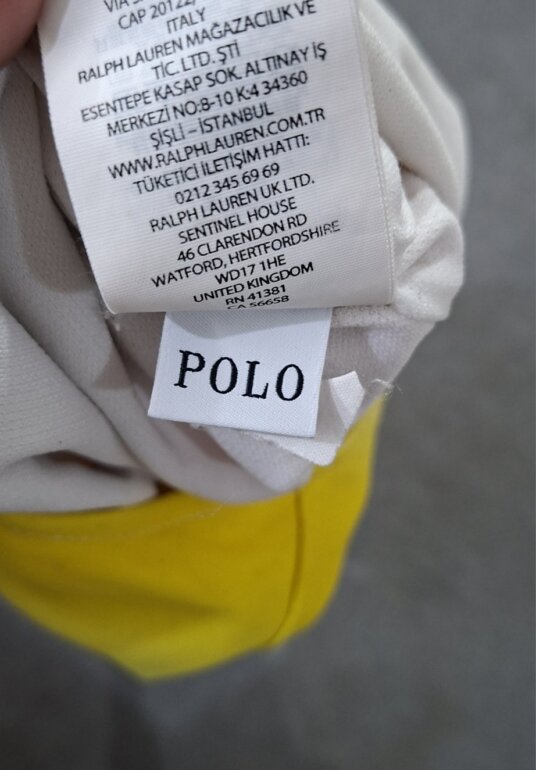 CAP 20122,
ITALY
RALPH LAUREN MAĞAZACILIK VE
TİC. LTD. ŞTİ
ESENTEPE KASAP SOK. ALTINAY İŞ
MERKEZİ NO:8-10 K:4 34360
ŞİŞLİ – İSTANBUL
WWW.RALPHLAUREN.COM.TR
TÜKETİCİ İLETİŞİM HATTI:
0212 345 69 69
RALPH LAUREN UK LTD.
SENTINEL HOUSE
46 CLARENDON RD
WATFORD, HERTFORDSHIRE
WD17 1HE
UNITED KINGDOM
RN 41381
CA 56658
POLO